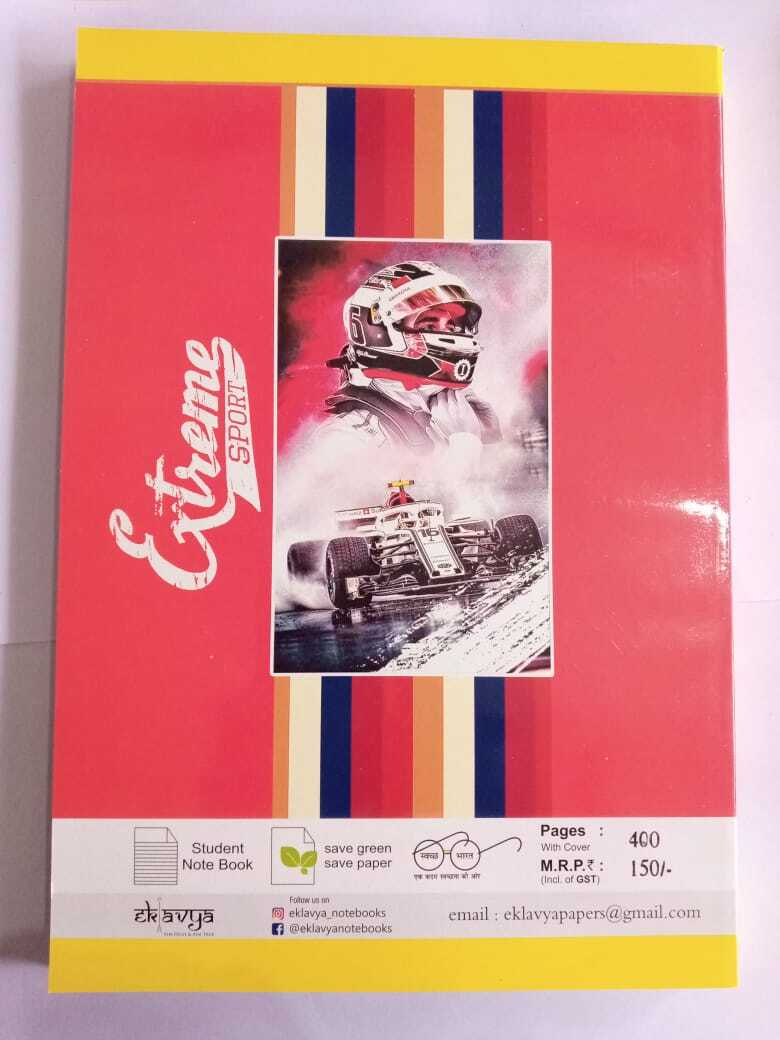 Extreme
SPORT
16
Student
Note Book
save green
save paper
स्वच्छ भारत
एक कदम स्वच्छता की ओर
Pages :
With Cover
400
M.R.P.₹ :
(Incl. of GST)
150/-
eklavya
Follow us on
eklavya_notebooks
@eklavyanotebooks
email : eklavyapapers@gmail.com